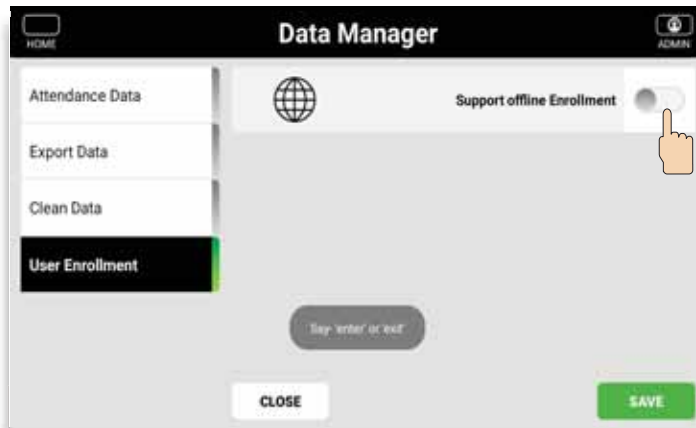 HOME
Data Manager
ADMIN
Attendance Data
Support offline Enrollment
Export Data
Clean Data
User Enrollment
Say 'enter' or 'exit'
CLOSE
SAVE